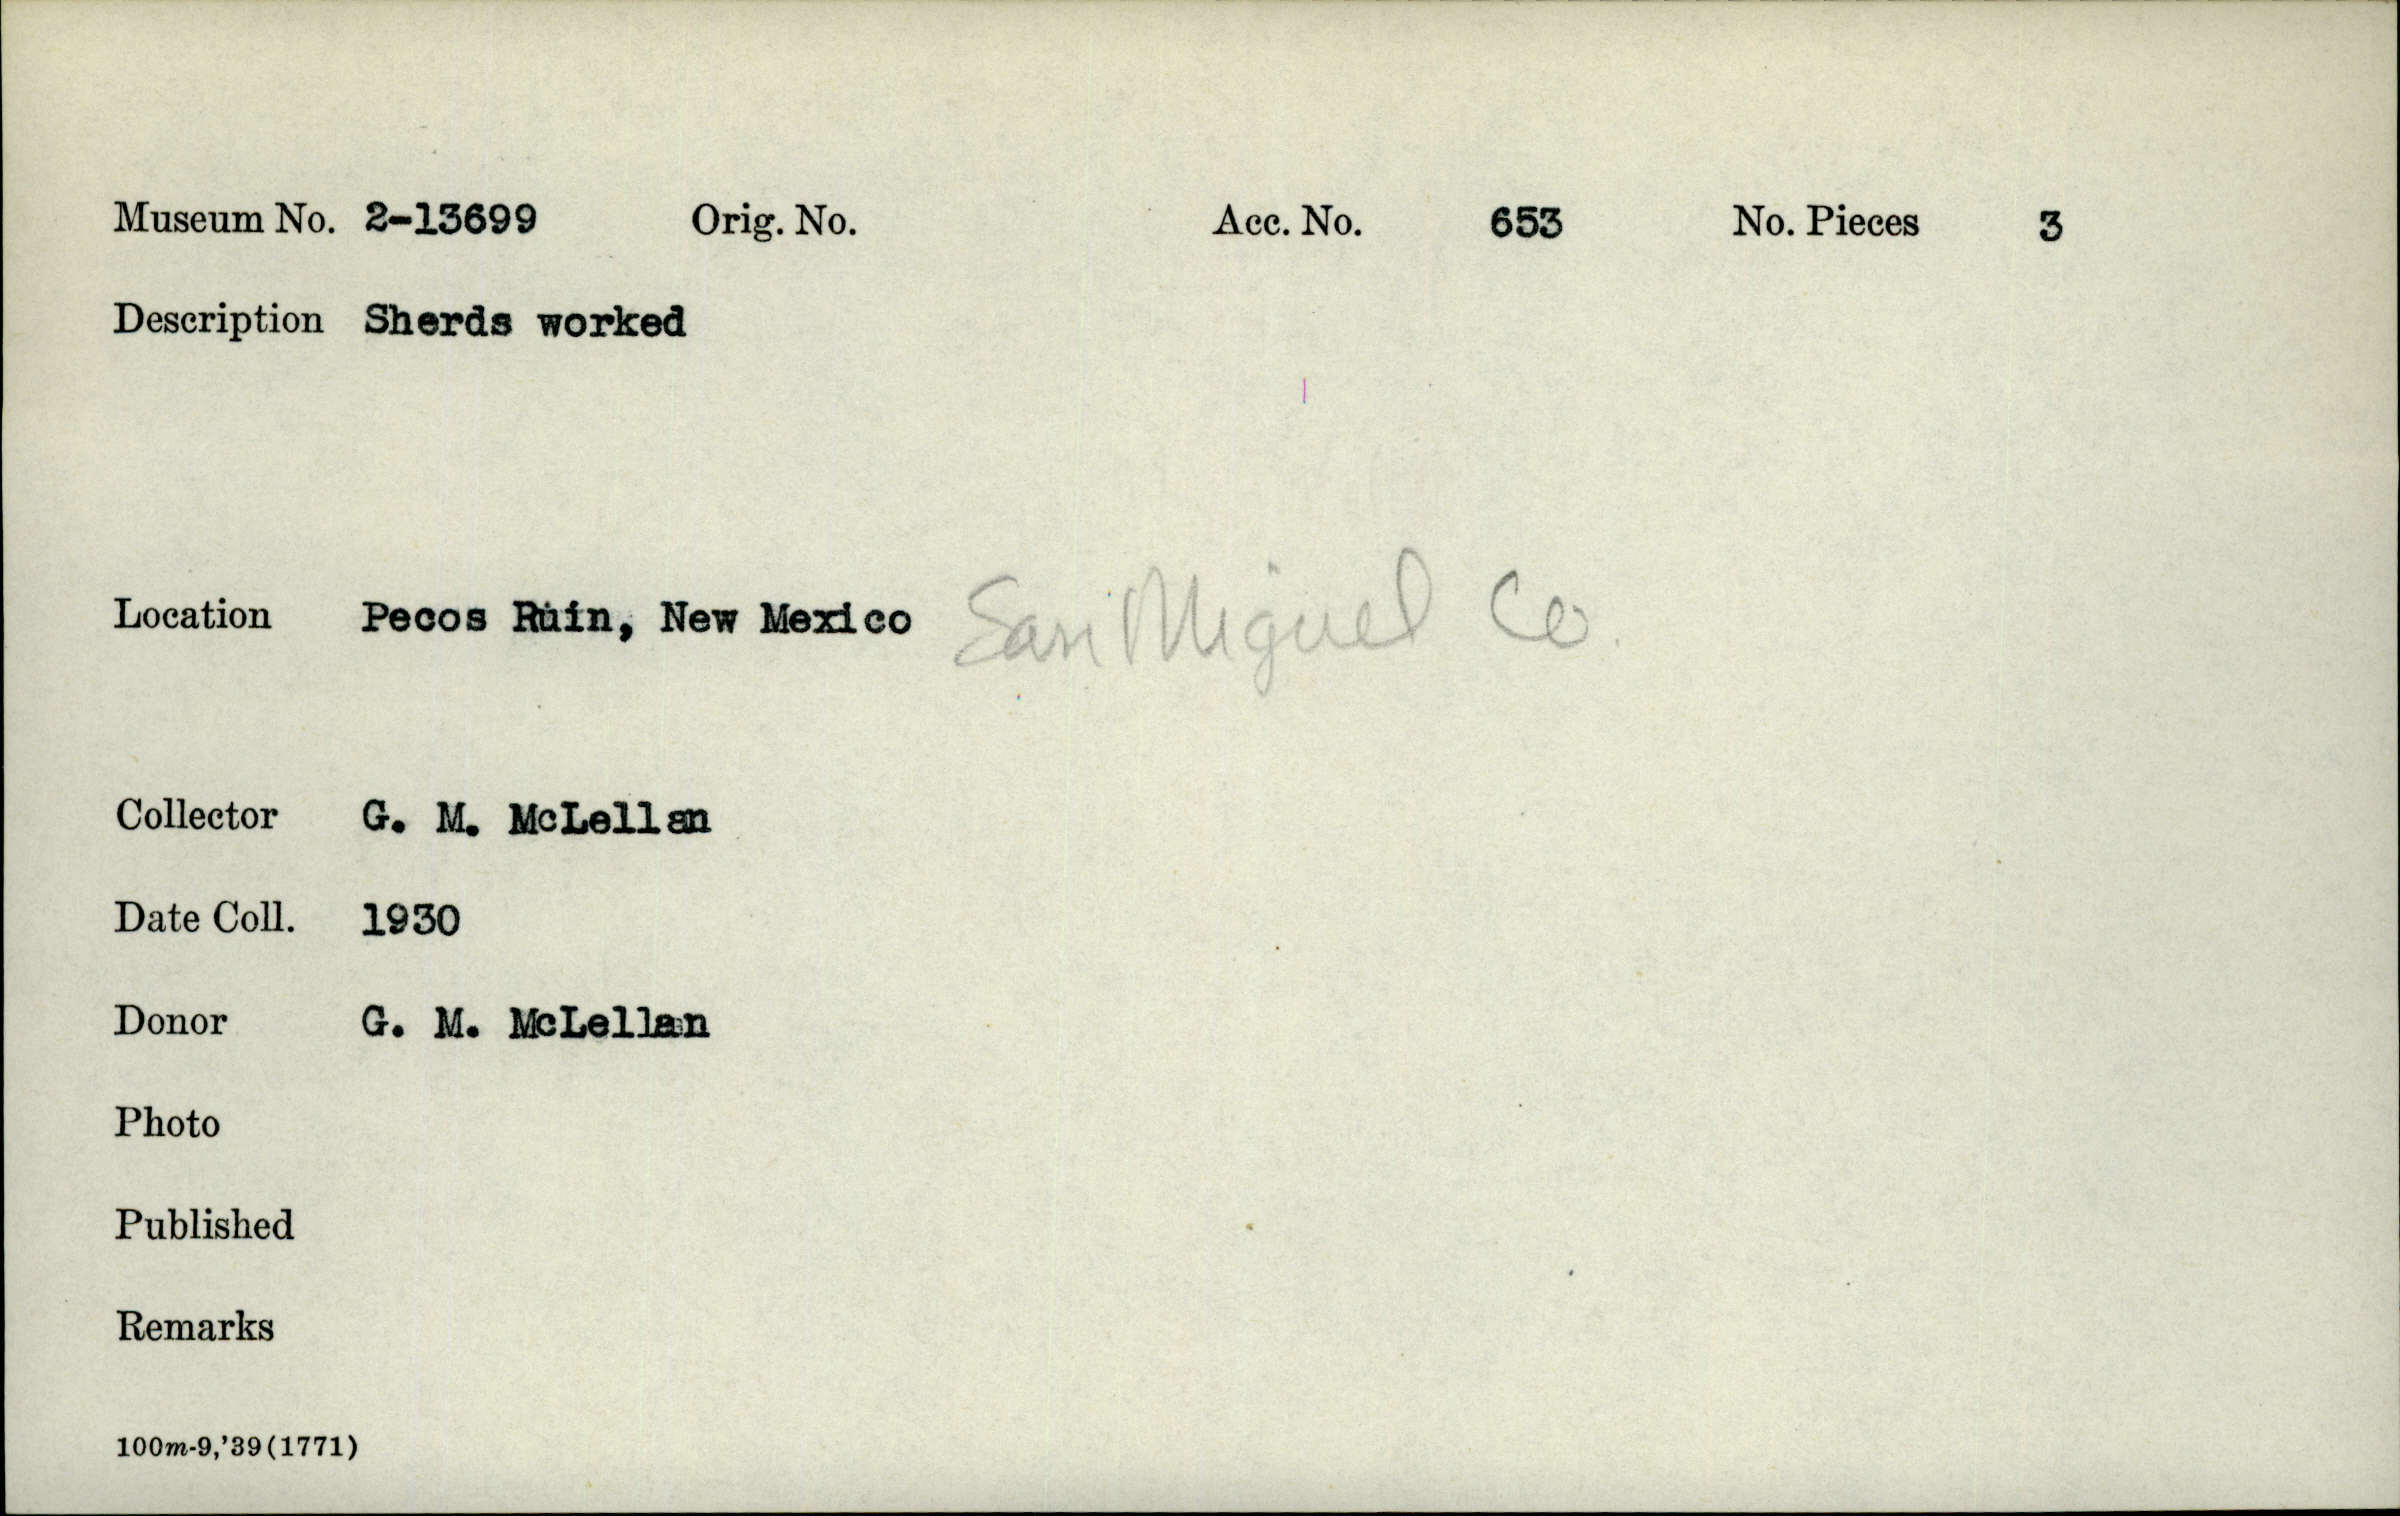 Museum No. 2-13699 Orig. No. Acc. No. 653 No. Pieces 3
Description Sherds worked
Location Pecos Ruin, New Mexico San Miguel Co.
Collector G. M. McLellan
Date Coll. 1930
Donor G. M. McLellan
Photo
Published
Remarks
100m-9,'39(1771)